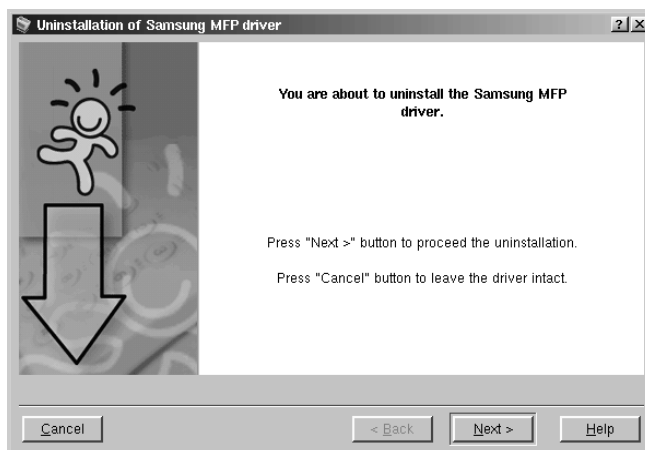 Uninstallation of Samsung MFP driver
You are about to uninstall the Samsung MFP
driver.
Press "Next >" button to proceed the uninstallation.
Press "Cancel" button to leave the driver intact.
Cancel
< Back
Next >
Help